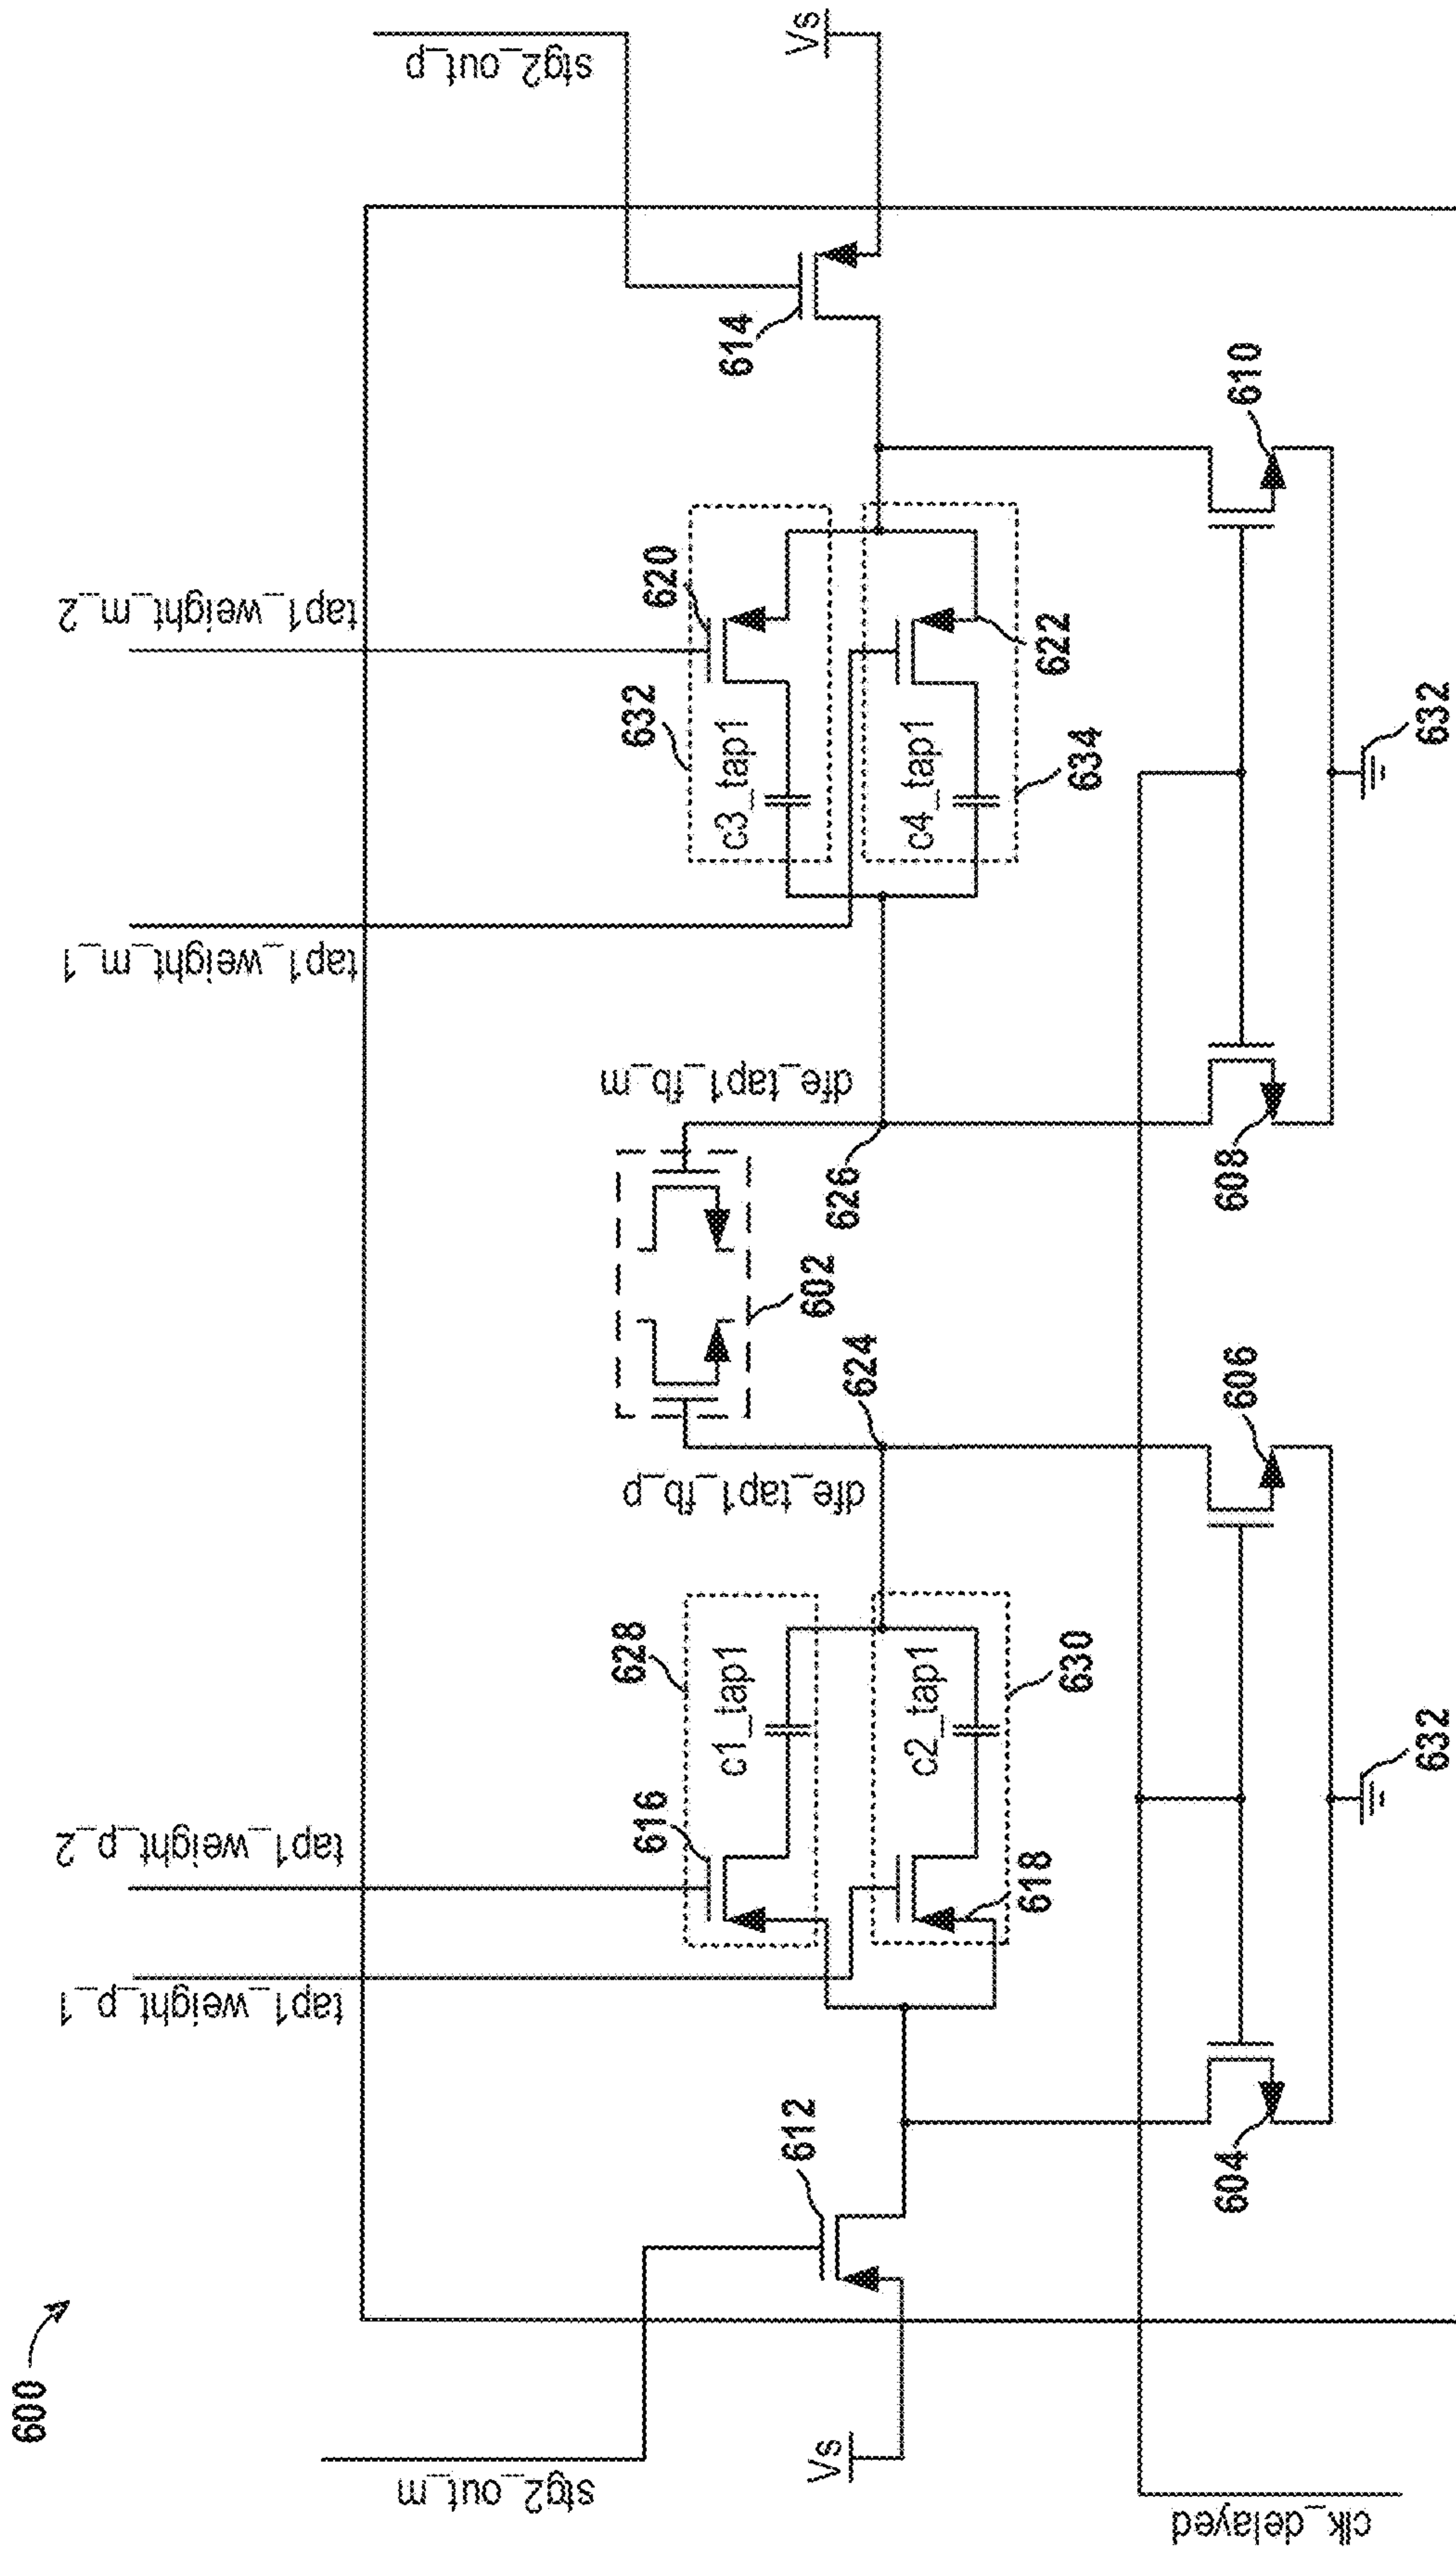 600
stg2_out_p
Vs
614
610
tap1_weight_m_2
620
632
c3_tap1
622
c4_tap1
634
632
tap1_weight_m_1
dfe_tap1_fb_m
626
608
602
624
606
dfe_tap1_fb_p
628
c1_tap1
630
c2_tap1
616
618
632
tap1_weight_p_2
tap1_weight_p_1
612
604
stg2_out_m
Vs
clk_delayed